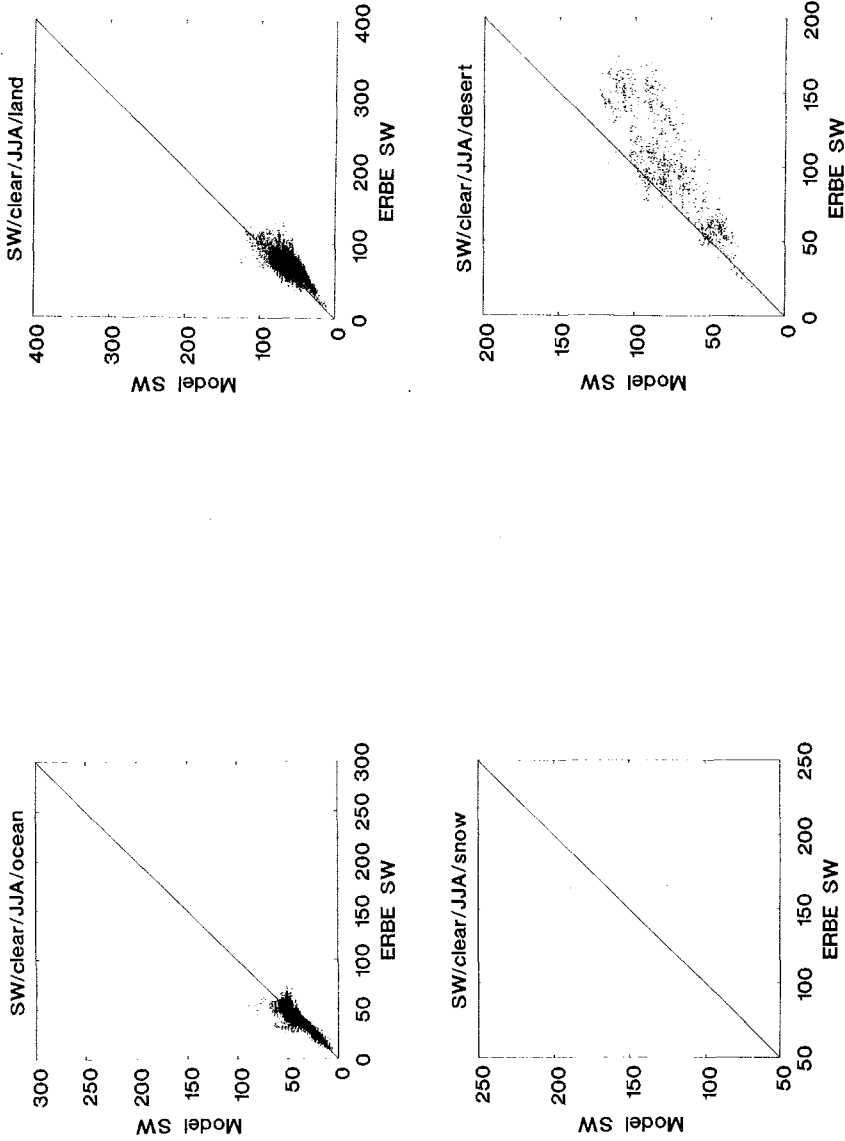 SW/clear/JJA/ocean
300
250
200
150
100
50
0
Model SW
0 50 100 150 200 250 300
ERBE SW
SW/clear/JJA/land
400
300
200
100
0
Model SW
0 100 200 300 400
ERBE SW
SW/clear/JJA/snow
250
200
150
100
50
Model SW
50 100 150 200 250
ERBE SW
SW/clear/JJA/desert
200
150
100
50
0
Model SW
0 50 100 150 200
ERBE SW